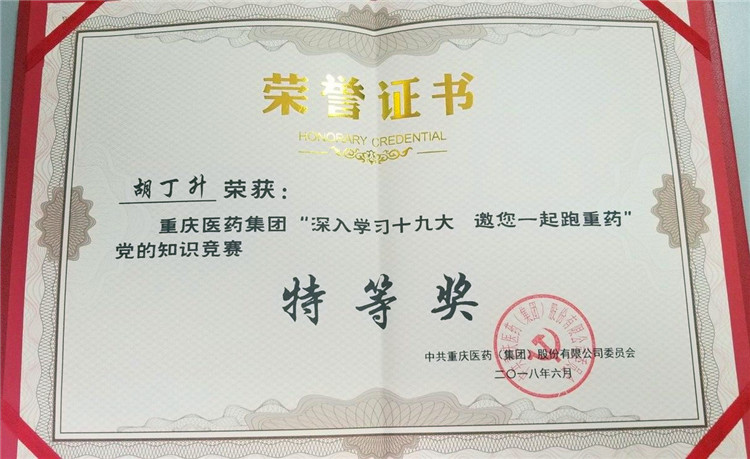 荣誉证书
HONORARY CREDENTIAL
胡丁升 荣获：
重庆医药集团“深入学习十九大 邀您一起跑重药”
党的知识竞赛
特等奖
中共重庆医药（集团）股份有限公司委员会
二〇一八年六月